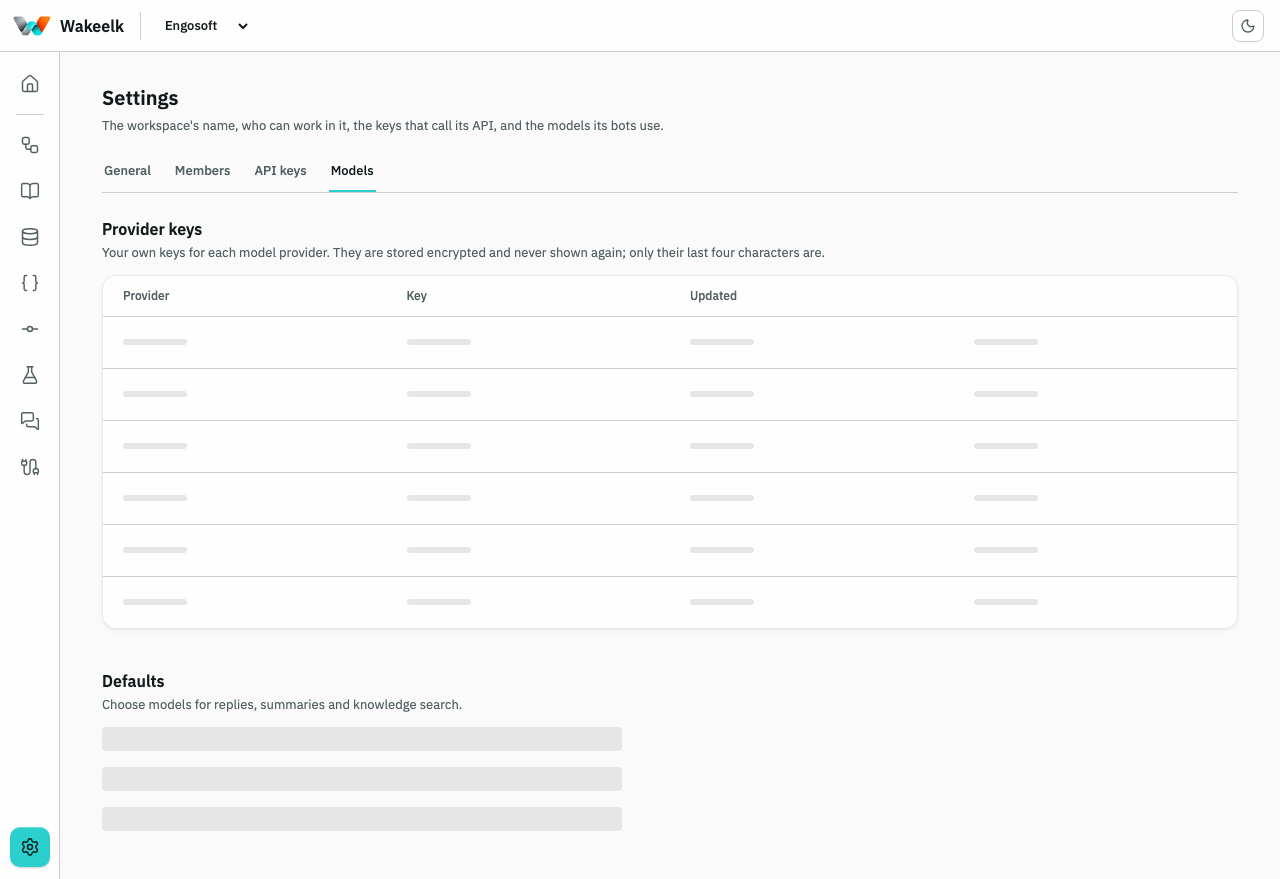 Wakeelk
Engosoft
Settings
The workspace's name, who can work in it, the keys that call its API, and the models its bots use.
General Members API keys Models
Provider keys
Your own keys for each model provider. They are stored encrypted and never shown again; only their last four characters are.
Provider Key Updated
Defaults
Choose models for replies, summaries and knowledge search.